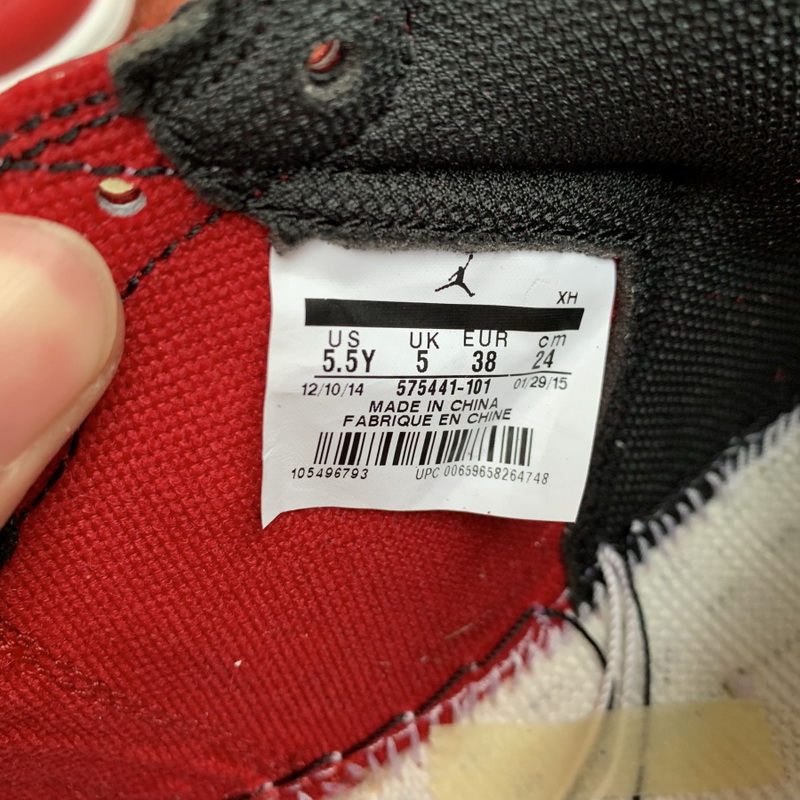 XH
US UK EUR cm
5.5Y 5 38 24
12/10/14 575441-101 01/29/15
MADE IN CHINA
FABRIQUE EN CHINE
105496793 UPC 00659658264748